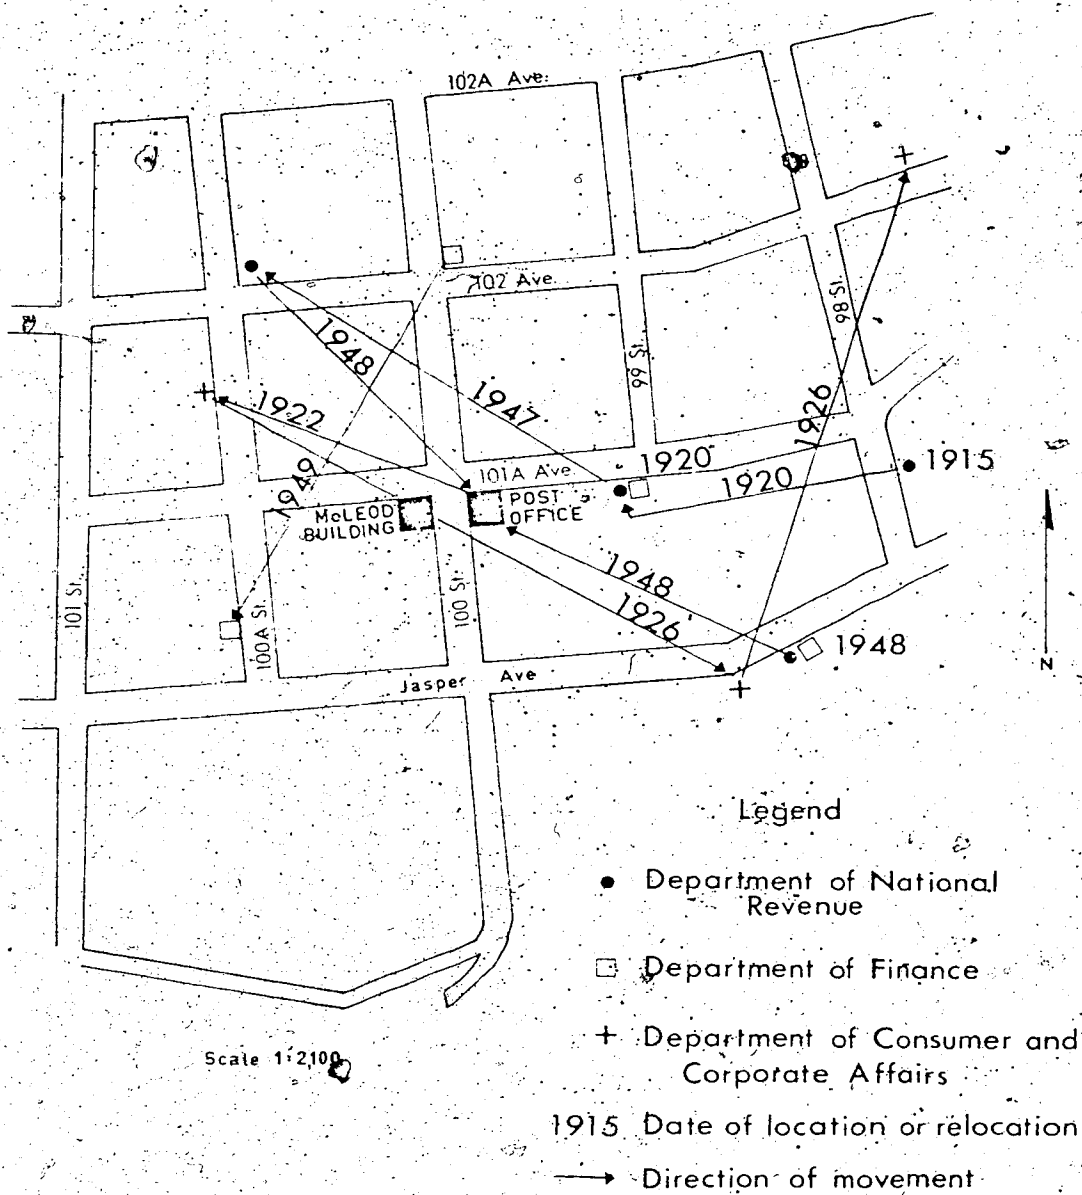 102A Ave.
102 Ave.
98 St.
1948
99 St.
1947
1922
1926
1949
101A Ave.
1920
1920
1915
McLEOD
BUILDING
POST
OFFICE
101 St.
100A St.
100 St.
1948
1926
1948
Jasper Ave
N
Legend
Department of National
Revenue
Department of Finance
Department of Consumer and
Corporate Affairs
Scale 1:2100
1915 Date of location or relocation
Direction of movement